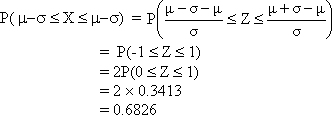 P( μ−σ ≤ X ≤ μ−σ) = P((μ − σ − μ)/σ ≤ Z ≤ (μ + σ − μ)/σ)
= P(-1 ≤ Z ≤ 1)
= 2P(0 ≤ Z ≤ 1)
= 2 × 0.3413
= 0.6826